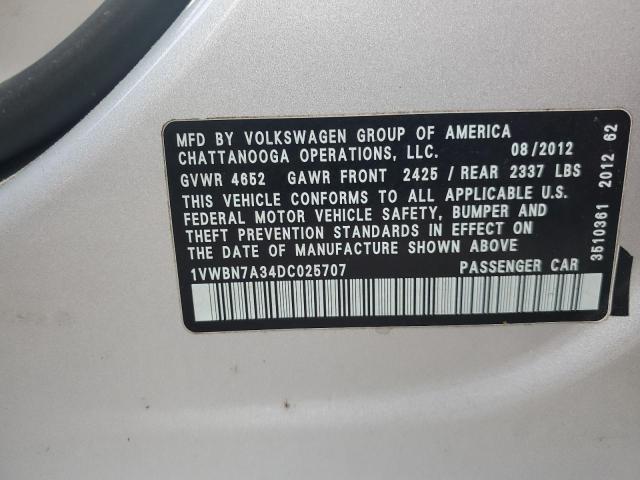 MFD BY VOLKSWAGEN GROUP OF AMERICA
CHATTANOOGA OPERATIONS, LLC. 08/2012
GVWR 4652 GAWR FRONT 2425 / REAR 2337 LBS
THIS VEHICLE CONFORMS TO ALL APPLICABLE U.S.
FEDERAL MOTOR VEHICLE SAFETY, BUMPER AND
THEFT PREVENTION STANDARDS IN EFFECT ON
THE DATE OF MANUFACTURE SHOWN ABOVE
1VWBN7A34DC025707 PASSENGER CAR
3510361 2012 62